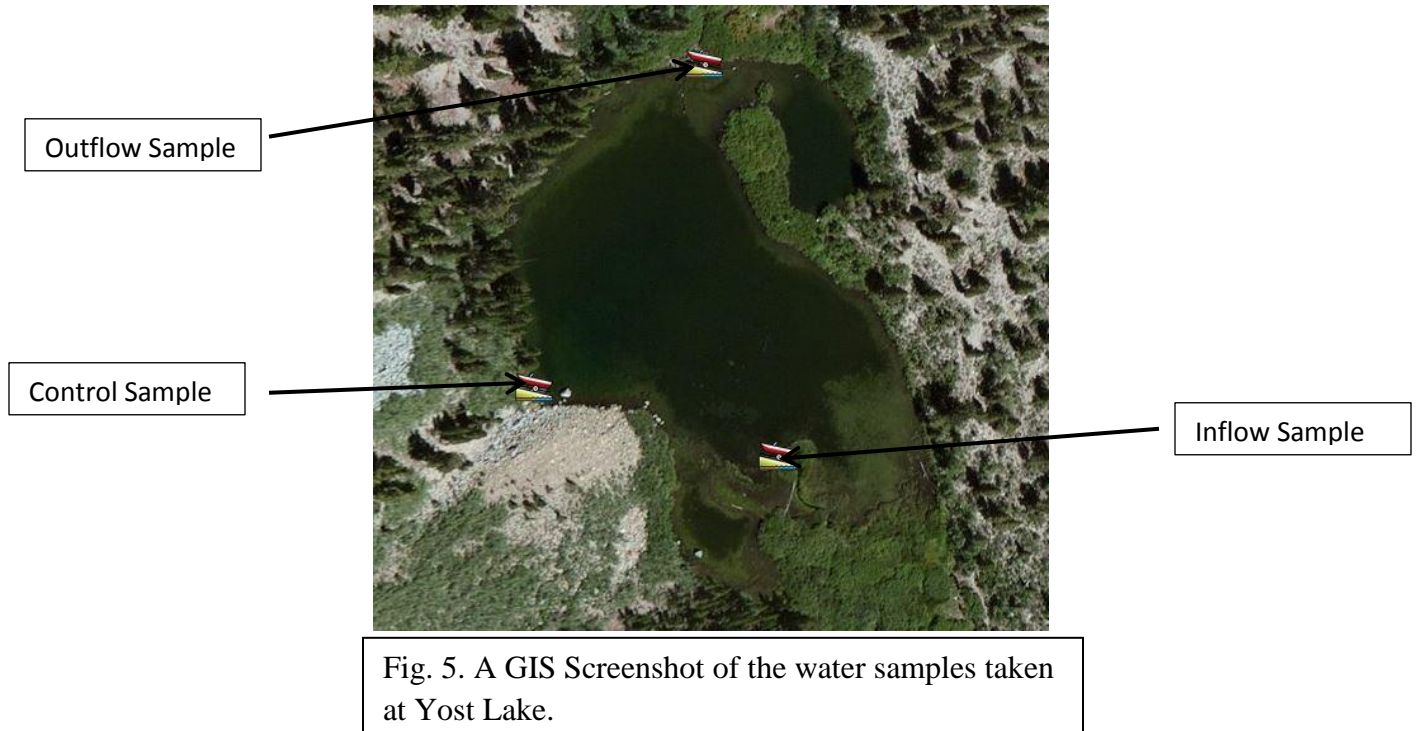 Outflow Sample
Control Sample
Inflow Sample
Fig. 5. A GIS Screenshot of the water samples taken
at Yost Lake.